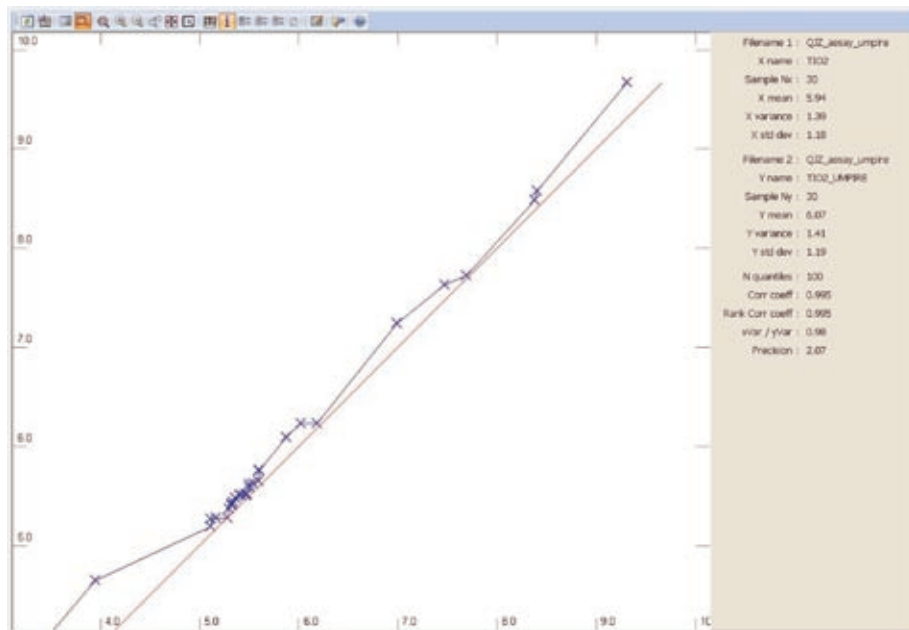 10.0
9.0
8.0
7.0
6.0
5.0
4.0 5.0 6.0 7.0 8.0 9.0 10
Filename 1 : QJZ_assay_umpire
X name : TIO2
Sample Nx : 30
X mean : 5.94
X variance : 1.39
X std dev : 1.18
Filename 2 : QJZ_assay_umpire
Y name : TIO2_UMPIRE
Sample Ny : 30
Y mean : 6.07
Y variance : 1.41
Y std dev : 1.19
N quantiles : 100
Corr coeff : 0.995
Rank Corr coeff : 0.995
xVar / yVar : 0.98
Precision : 2.07